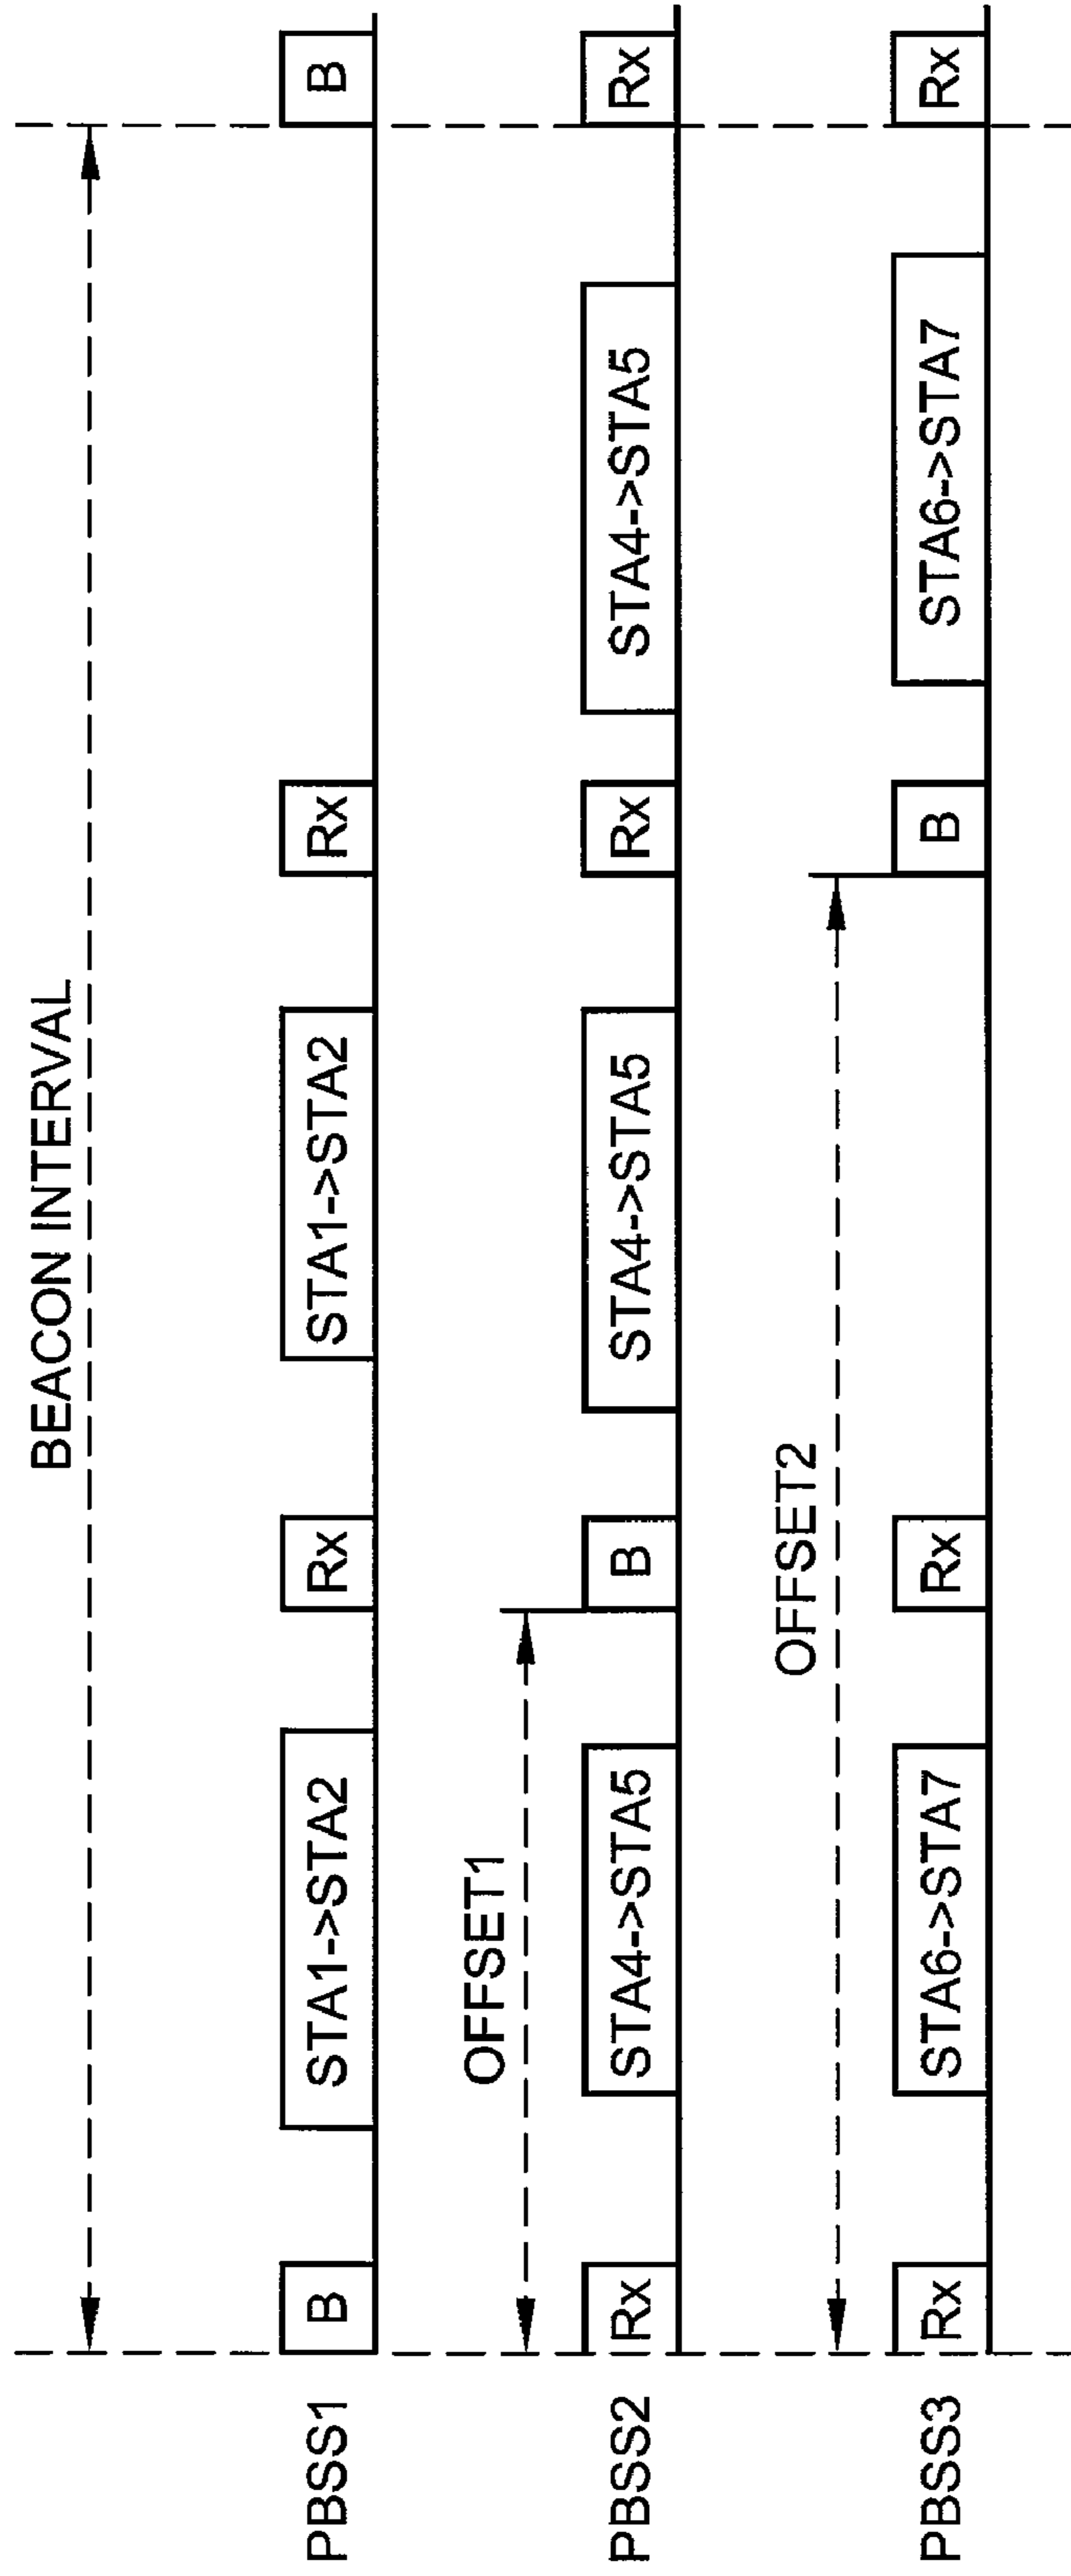 BEACON INTERVAL
PBSS1
B
STA1->STA2
Rx
STA1->STA2
Rx
B
OFFSET1
PBSS2
Rx
STA4->STA5
B
STA4->STA5
Rx
STA4->STA5
Rx
OFFSET2
PBSS3
Rx
STA6->STA7
Rx
B
STA6->STA7
Rx